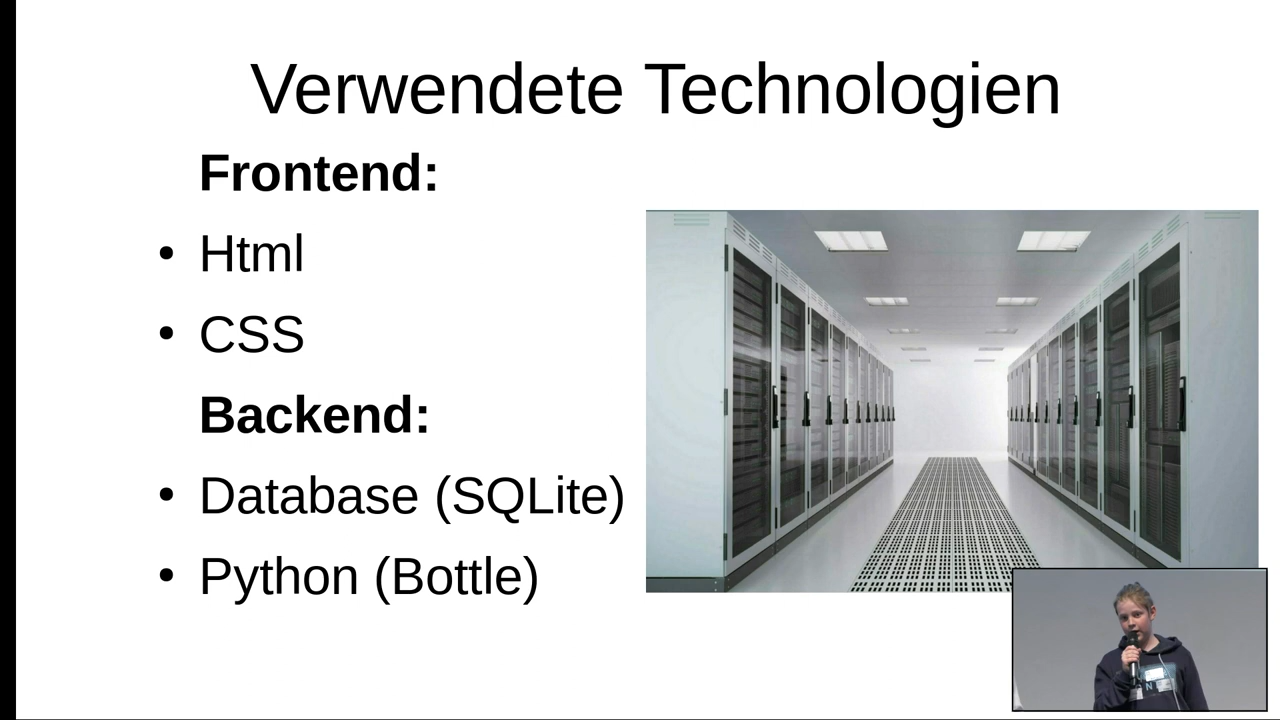 Verwendete Technologien
Frontend:
• Html
• CSS
Backend:
• Database (SQLite)
• Python (Bottle)